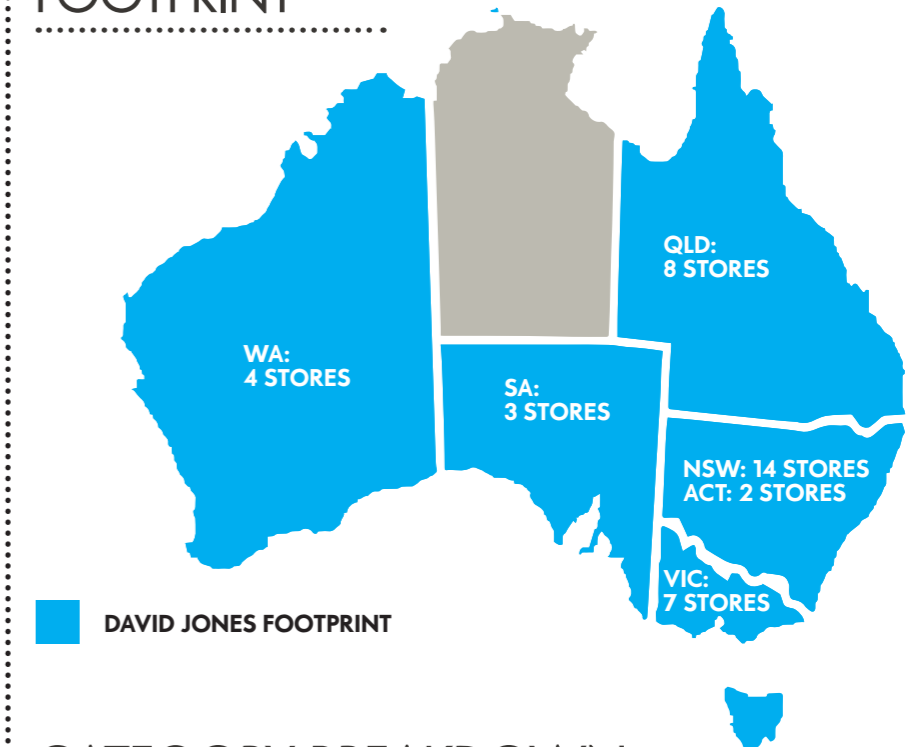 FOOTPRINT
QLD:
8 STORES
WA:
4 STORES
SA:
3 STORES
NSW: 14 STORES
ACT: 2 STORES
VIC:
7 STORES
DAVID JONES FOOTPRINT